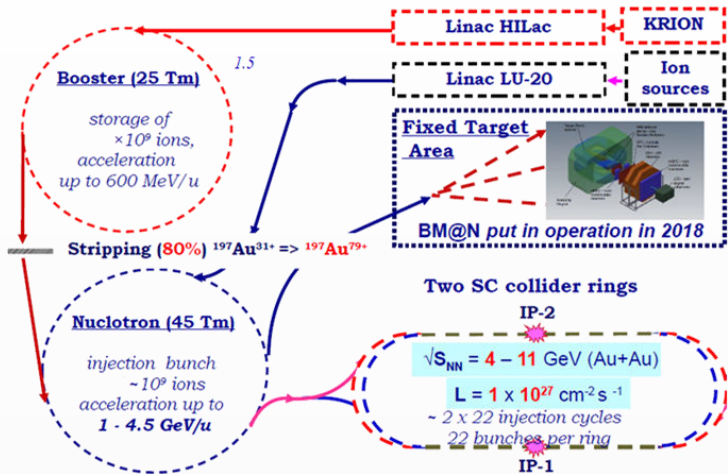 Linac HILac
KRION
1.5
Linac LU-20
Ion
sources
Booster (25 Tm)
storage of
×10⁹ ions,
acceleration
up to 600 MeV/u
Fixed Target
Area
BM@N put in operation in 2018
Stripping (80%) ¹⁹⁷Au³¹⁺ => ¹⁹⁷Au⁷⁹⁺
Two SC collider rings
IP-2
Nuclotron (45 Tm)
injection bunch
~10⁹ ions
acceleration up to
1 - 4.5 GeV/u
√S_NN = 4 – 11 GeV (Au+Au)
L = 1 x 10²⁷ cm⁻² s⁻¹
~ 2 x 22 injection cycles
22 bunches per ring
IP-1